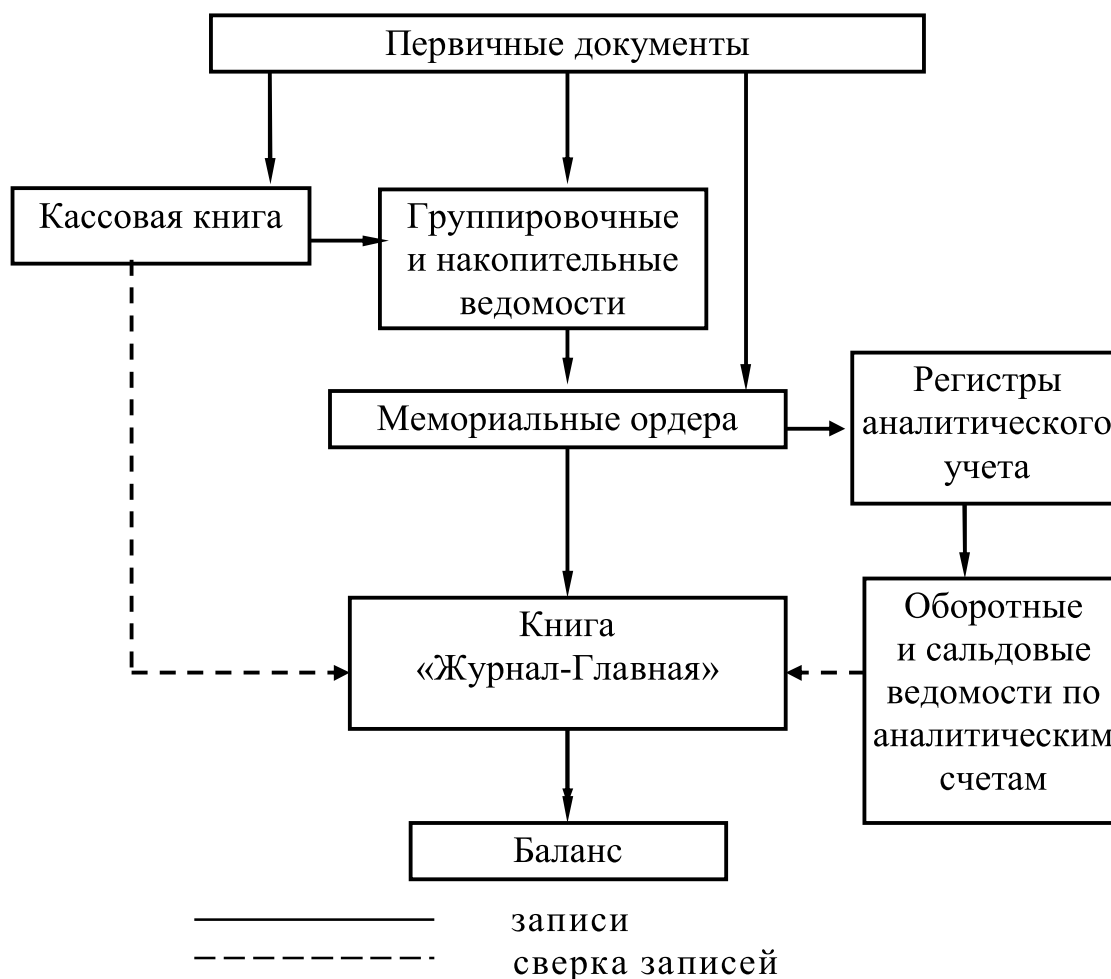 Первичные документы
Кассовая книга
Группировочные
и накопительные
ведомости
Мемориальные ордера
Регистры
аналитического
учета
Книга
«Журнал-Главная»
Оборотные
и сальдовые
ведомости по
аналитическим
счетам
Баланс
записи
сверка записей